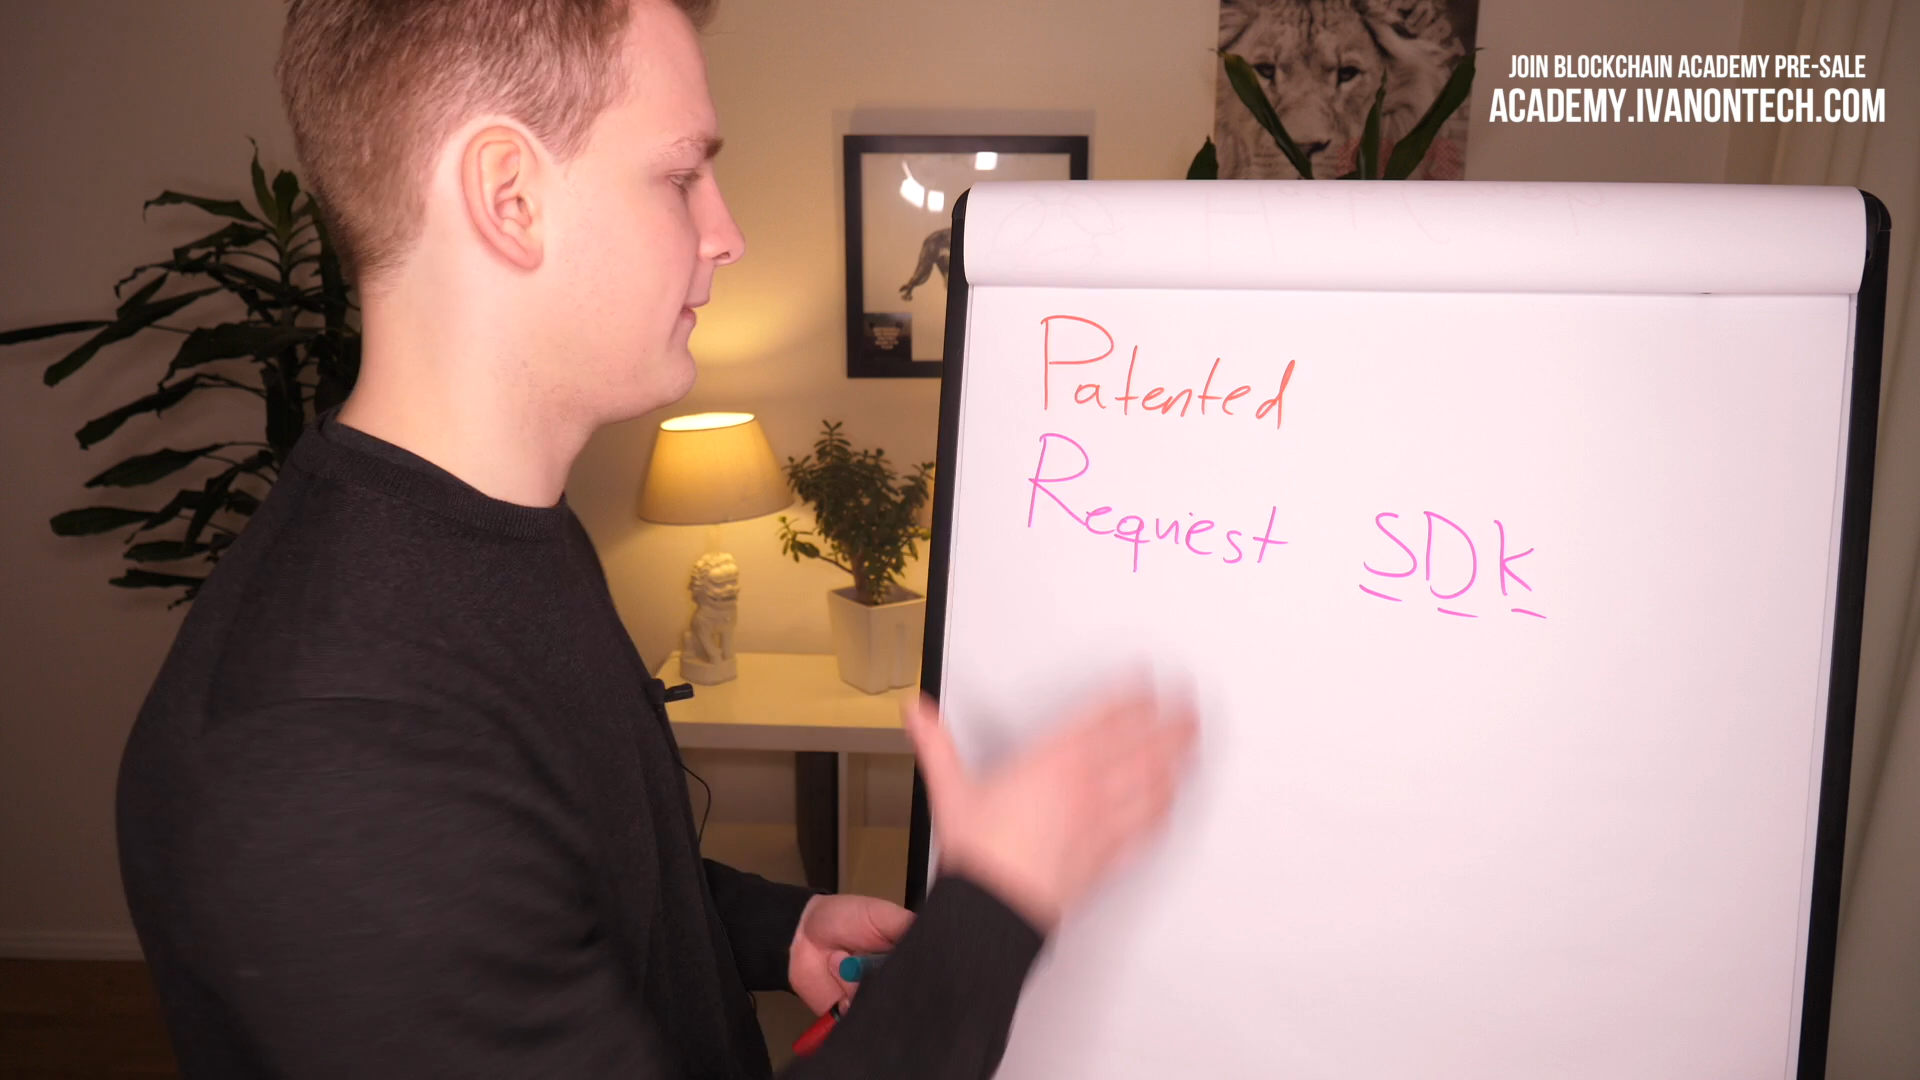 JOIN BLOCKCHAIN ACADEMY PRE-SALE
ACADEMY.IVANONTECH.COM
Patented
Request SDK